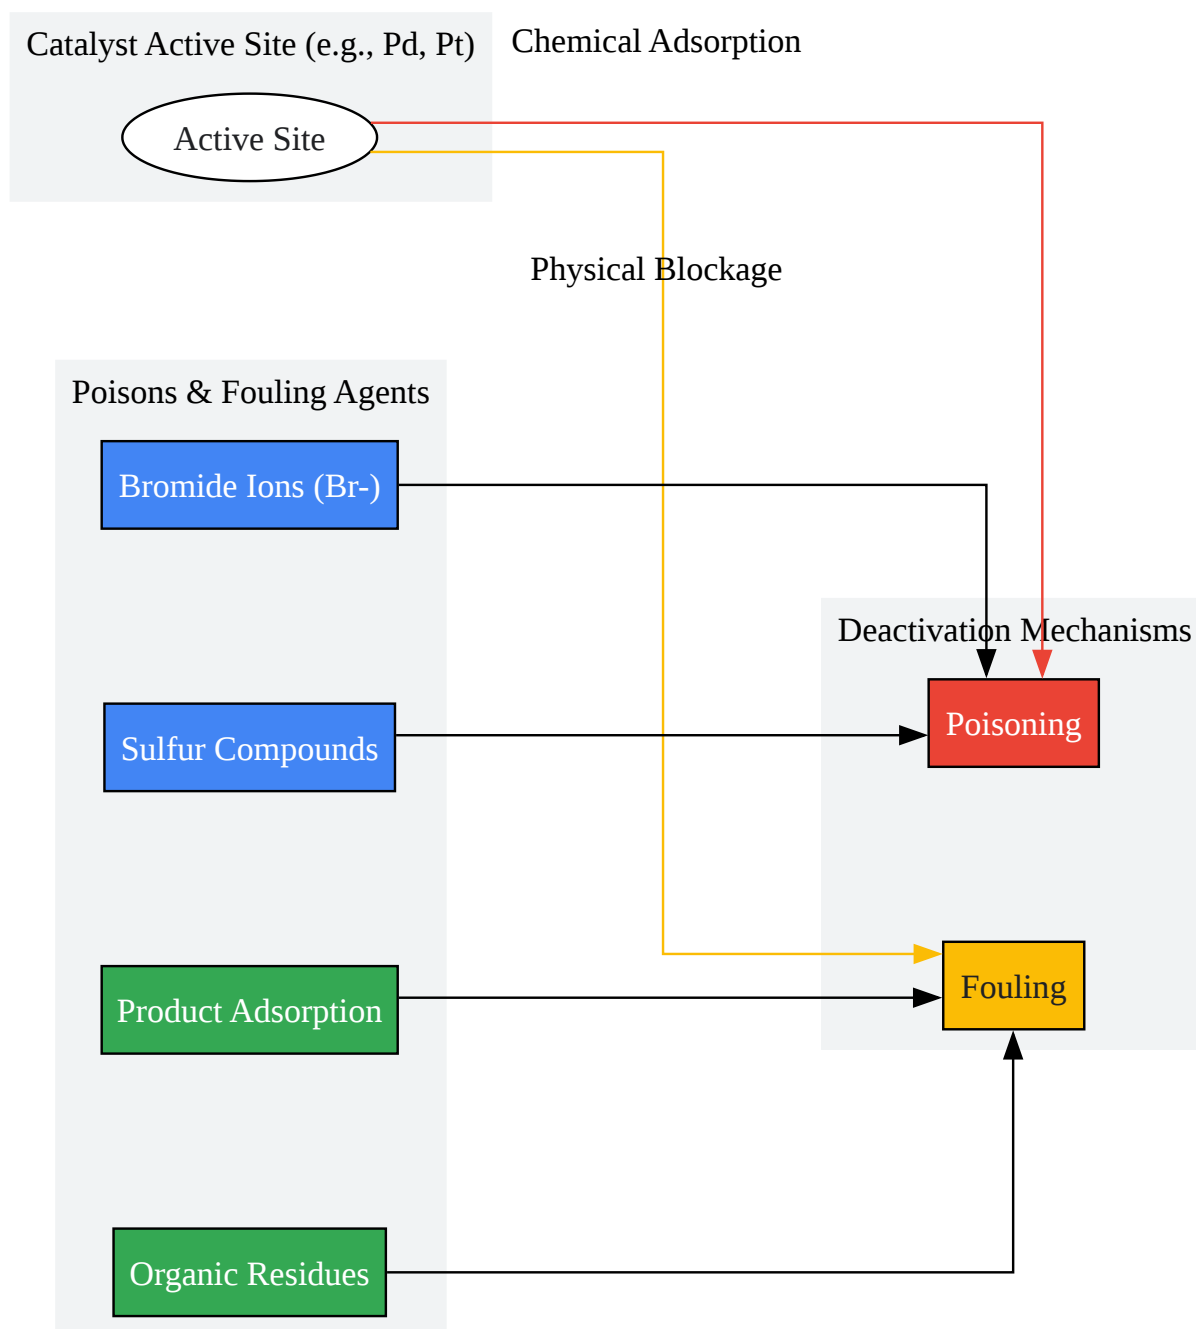 Catalyst Active Site (e.g., Pd, Pt)
Chemical Adsorption
Active Site
Physical Blockage
Poisons & Fouling Agents
Bromide Ions (Br-)
Deactivation Mechanisms
Poisoning
Sulfur Compounds
Fouling
Product Adsorption
Organic Residues